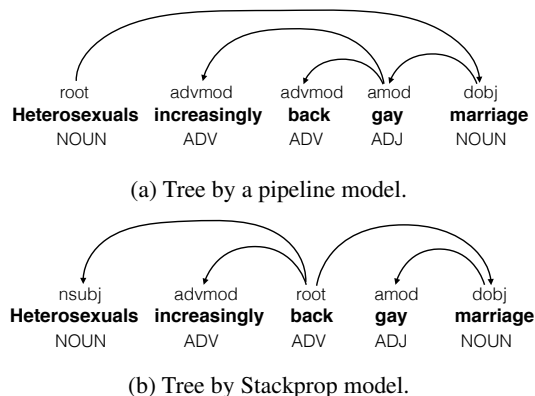 root advmod advmod amod dobj
Heterosexuals increasingly back gay marriage
NOUN ADV ADV ADJ NOUN
(a) Tree by a pipeline model.
nsubj advmod root amod dobj
Heterosexuals increasingly back gay marriage
NOUN ADV ADV ADJ NOUN
(b) Tree by Stackprop model.